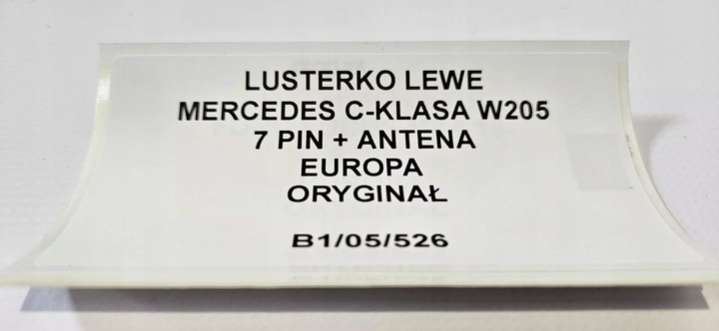 LUSTERKO LEWE
MERCEDES C-KLASA W205
7 PIN + ANTENA
EUROPA
ORYGINAŁ
B1/05/526